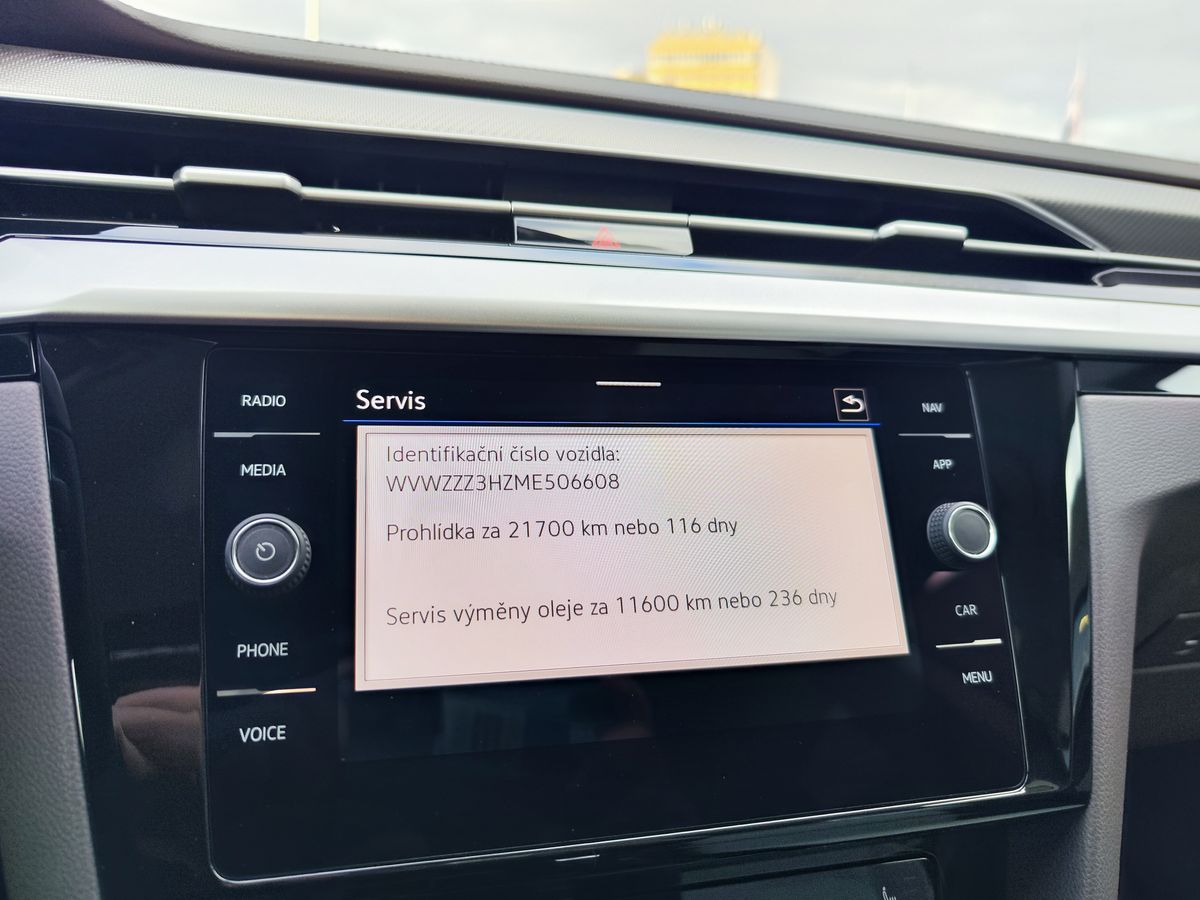 RADIO
MEDIA
PHONE
VOICE
Servis
Identifikační číslo vozidla:
WVWZZZ3HZME506608
Prohlídka za 21700 km nebo 116 dny
Servis výměny oleje za 11600 km nebo 236 dny
NAV
APP
CAR
MENU